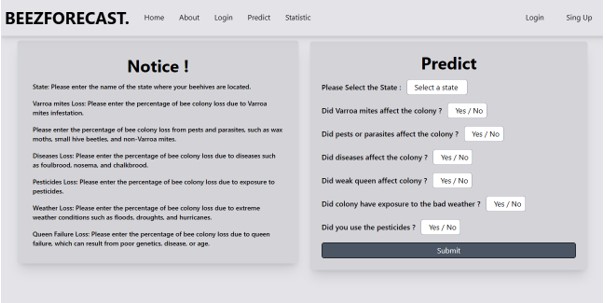 BEEZFORECAST. Home About Login Predict Statistic Login Sing Up
Notice !
State: Please enter the name of the state where your beehives are located.
Varroa mites Loss: Please enter the percentage of bee colony loss due to Varroa
mites infestation.
Please enter the percentage of bee colony loss from pests and parasites, such as wax
moths, small hive beetles, and non-Varroa mites.
Diseases Loss: Please enter the percentage of bee colony loss due to diseases such
as foulbrood, nosema, and chalkbrood.
Pesticides Loss: Please enter the percentage of bee colony loss due to exposure to
pesticides.
Weather Loss: Please enter the percentage of bee colony loss due to extreme
weather conditions such as floods, droughts, and hurricanes.
Queen Failure Loss: Please enter the percentage of bee colony loss due to queen
failure, which can result from poor genetics, disease, or age.
Predict
Please Select the State : Select a state
Did Varroa mites affect the colony ? Yes / No
Did pests or parasites affect the colony ? Yes / No
Did diseases affect the colony ? Yes / No
Did weak queen affect colony ? Yes / No
Did colony have exposure to the bad weather ? Yes / No
Did you use the pesticides ? Yes / No
Submit